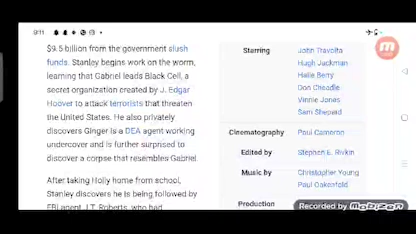 9:11
$9.5 billion from the government slush
funds. Stanley begins work on the worm,
learning that Gabriel leads Black Cell, a
secret organization created by J. Edgar
Hoover to attack terrorists that threaten
the United States. He also privately
discovers Ginger is a DEA agent working
undercover and is further surprised to
discover a corpse that resembles Gabriel.
After taking Holly home from school,
Stanley discovers he is being followed by
FBI agent J.T. Roberts, who had
Starring
John Travolta
Hugh Jackman
Halle Berry
Don Cheadle
Vinnie Jones
Sam Shepard
Cinematography Paul Cameron
Edited by Stephen E. Rivkin
Music by Christopher Young
Paul Oakenfold
Production
Recorded by MOBIZEN